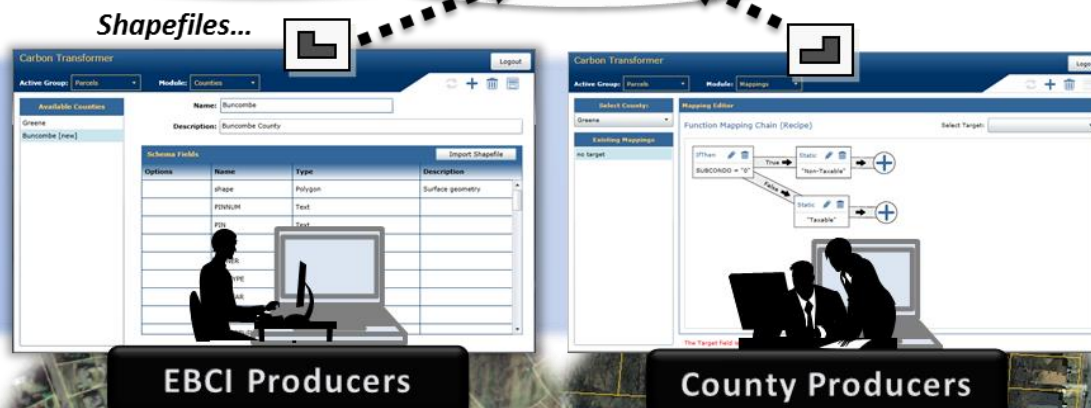 Shapefiles...
Carbon Transformer
Logout
Active Group: Parcels
Module: Counties
Available Counties
Greene
Buncombe [new]
Name: Buncombe
Description: Buncombe County
Schema Fields
Import Shapefile
Options Name Type Description
shape Polygon Surface geometry
PINNUM Text
PIN Text
EBCI Producers
Carbon Transformer
Active Group: Parcels
Module: Mappings
Select County:
Greene
Existing Mappings
no target
Mapping Editor
Function Mapping Chain (Recipe)
Select Target:
IfThen
SUBCONDO = "0"
True
Static
"Non-Taxable"
False
Static
"Taxable"
The Target field
County Producers